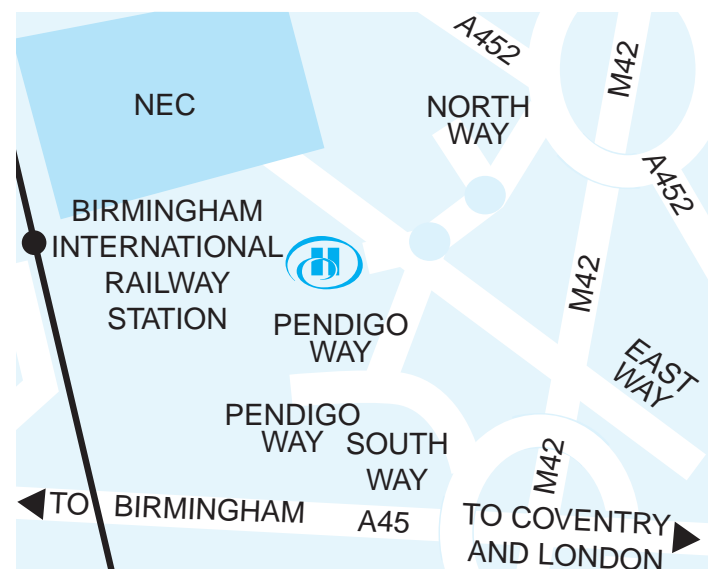 A452
M42
NEC
NORTH
WAY
A452
BIRMINGHAM
INTERNATIONAL
RAILWAY
STATION
H
M42
PENDIGO
WAY
EAST
WAY
PENDIGO
WAY
SOUTH
WAY
M42
TO BIRMINGHAM
A45
TO COVENTRY
AND LONDON